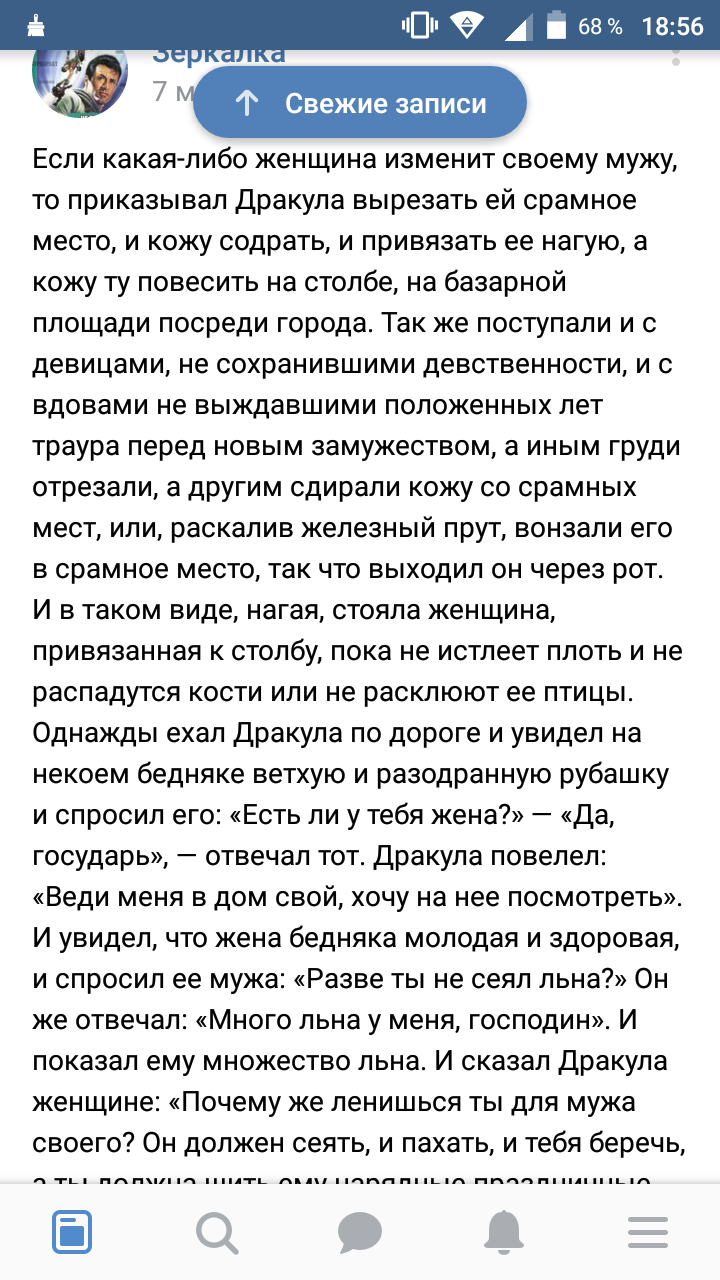 68 % 18:56
Зеркалка
7 м
Свежие записи
Если какая-либо женщина изменит своему мужу,
то приказывал Дракула вырезать ей срамное
место, и кожу содрать, и привязать ее нагую, а
кожу ту повесить на столбе, на базарной
площади посреди города. Так же поступали и с
девицами, не сохранившими девственности, и с
вдовами не выждавшими положенных лет
траура перед новым замужеством, а иным груди
отрезали, а другим сдирали кожу со срамных
мест, или, раскалив железный прут, вонзали его
в срамное место, так что выходил он через рот.
И в таком виде, нагая, стояла женщина,
привязанная к столбу, пока не истлеет плоть и не
распадутся кости или не расклюют ее птицы.
Однажды ехал Дракула по дороге и увидел на
некоем бедняке ветхую и разодранную рубашку
и спросил его: «Есть ли у тебя жена?» — «Да,
государь», — отвечал тот. Дракула повелел:
«Веди меня в дом свой, хочу на нее посмотреть».
И увидел, что жена бедняка молодая и здоровая,
и спросил ее мужа: «Разве ты не сеял льна?» Он
же отвечал: «Много льна у меня, господин». И
показал ему множество льна. И сказал Дракула
женщине: «Почему же ленишься ты для мужа
своего? Он должен сеять, и пахать, и тебя беречь,
а ты должна шить ему нарядные праздничные